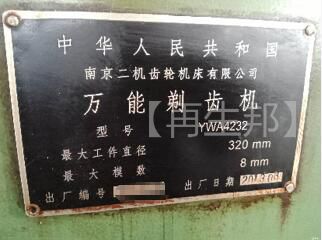 中华人民共和国
南京二机齿轮机床有限公司
万能剃齿机
型号 YWA4232
最大工件直径 320 mm
最大模数 8 mm
出厂编号 出厂日期 2013.08
【再生邦】